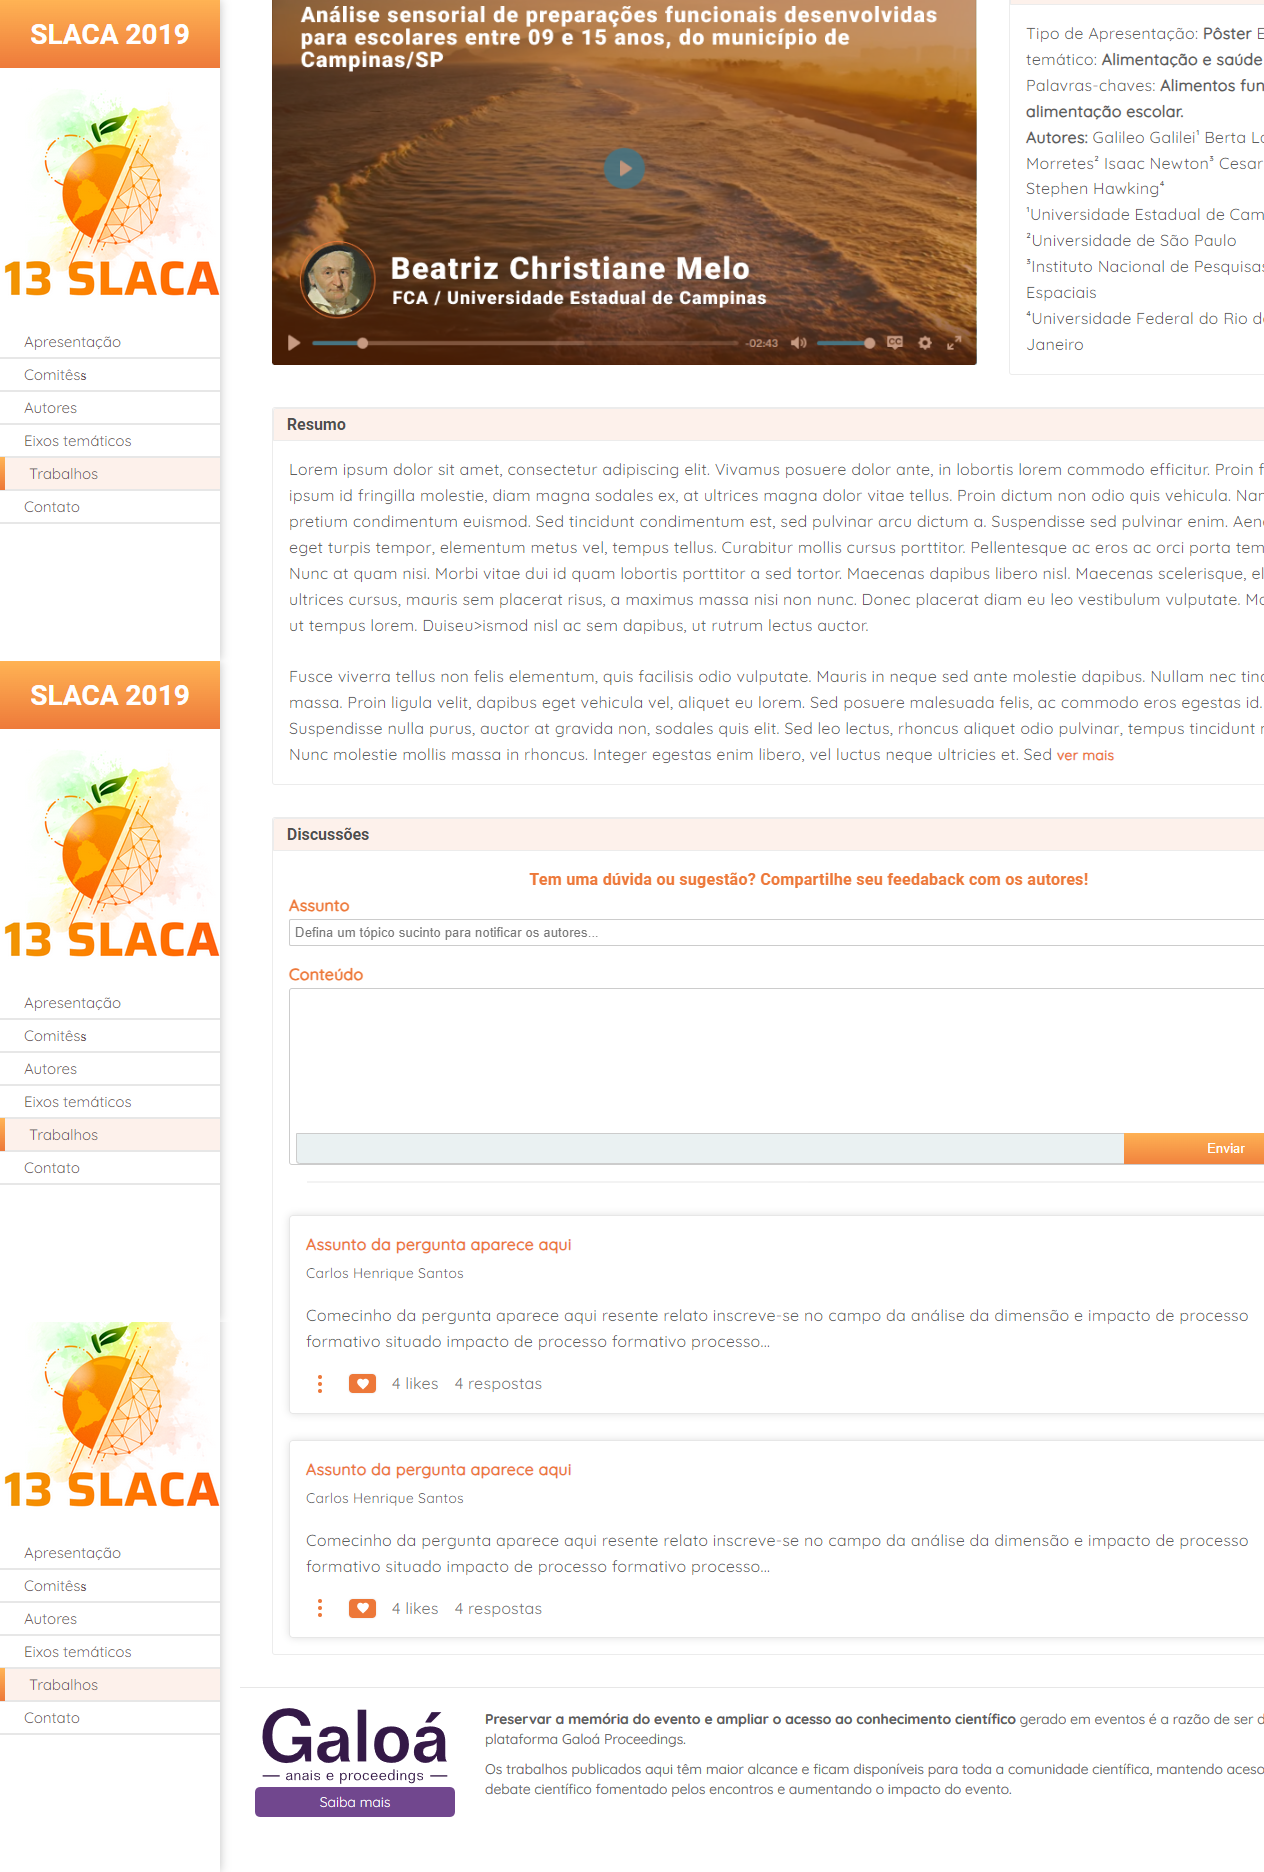 SLACA 2019
13 SLACA
Apresentação
Comitêss
Autores
Eixos temáticos
Trabalhos
Contato
SLACA 2019
13 SLACA
Apresentação
Comitêss
Autores
Eixos temáticos
Trabalhos
Contato
13 SLACA
Apresentação
Comitêss
Autores
Eixos temáticos
Trabalhos
Contato
Análise sensorial de preparações funcionais desenvolvidas
para escolares entre 09 e 15 anos, do município de
Campinas/SP
Beatriz Christiane Melo
FCA / Universidade Estadual de Campinas
-02:43
CC
Tipo de Apresentação: Pôster E
temático: Alimentação e saúde
Palavras-chaves: Alimentos fun
alimentação escolar.
Autores: Galileo Galilei¹ Berta Lo
Morretes² Isaac Newton³ Cesar
Stephen Hawking⁴
¹Universidade Estadual de Cam
²Universidade de São Paulo
³Instituto Nacional de Pesquisas
Espaciais
⁴Universidade Federal do Rio d
Janeiro
Resumo
Lorem ipsum dolor sit amet, consectetur adipiscing elit. Vivamus posuere dolor ante, in lobortis lorem commodo efficitur. Proin f
ipsum id fringilla molestie, diam magna sodales ex, at ultrices magna dolor vitae tellus. Proin dictum non odio quis vehicula. Nar
pretium condimentum euismod. Sed tincidunt condimentum est, sed pulvinar arcu dictum a. Suspendisse sed pulvinar enim. Aen
eget turpis tempor, elementum metus vel, tempus tellus. Curabitur mollis cursus porttitor. Pellentesque ac eros ac orci porta tem
Nunc at quam nisi. Morbi vitae dui id quam lobortis porttitor a sed tortor. Maecenas dapibus libero nisl. Maecenas scelerisque, el
ultrices cursus, mauris sem placerat risus, a maximus massa nisi non nunc. Donec placerat diam eu leo vestibulum vulputate. Ma
ut tempus lorem. Duiseu>ismod nisl ac sem dapibus, ut rutrum lectus auctor.
Fusce viverra tellus non felis elementum, quis facilisis odio vulputate. Mauris in neque sed ante molestie dapibus. Nullam nec tinc
massa. Proin ligula velit, dapibus eget vehicula vel, aliquet eu lorem. Sed posuere malesuada felis, ac commodo eros egestas id.
Suspendisse nulla purus, auctor at gravida non, sodales quis elit. Sed leo lectus, rhoncus aliquet odio pulvinar, tempus tincidunt r
Nunc molestie mollis massa in rhoncus. Integer egestas enim libero, vel luctus neque ultricies et. Sed ver mais
Discussões
Tem uma dúvida ou sugestão? Compartilhe seu feedaback com os autores!
Assunto
Defina um tópico sucinto para notificar os autores...
Conteúdo
Enviar
Assunto da pergunta aparece aqui
Carlos Henrique Santos
Comecinho da pergunta aparece aqui resente relato inscreve-se no campo da análise da dimensão e impacto de processo
formativo situado impacto de processo formativo processo...
4 likes 4 respostas
Assunto da pergunta aparece aqui
Carlos Henrique Santos
Comecinho da pergunta aparece aqui resente relato inscreve-se no campo da análise da dimensão e impacto de processo
formativo situado impacto de processo formativo processo...
4 likes 4 respostas
Galoá
anais e proceedings
Saiba mais
Preservar a memória do evento e ampliar o acesso ao conhecimento científico gerado em eventos é a razão de ser d
plataforma Galoá Proceedings.
Os trabalhos publicados aqui têm maior alcance e ficam disponíveis para toda a comunidade científica, mantendo aceso
debate científico fomentado pelos encontros e aumentando o impacto do evento.